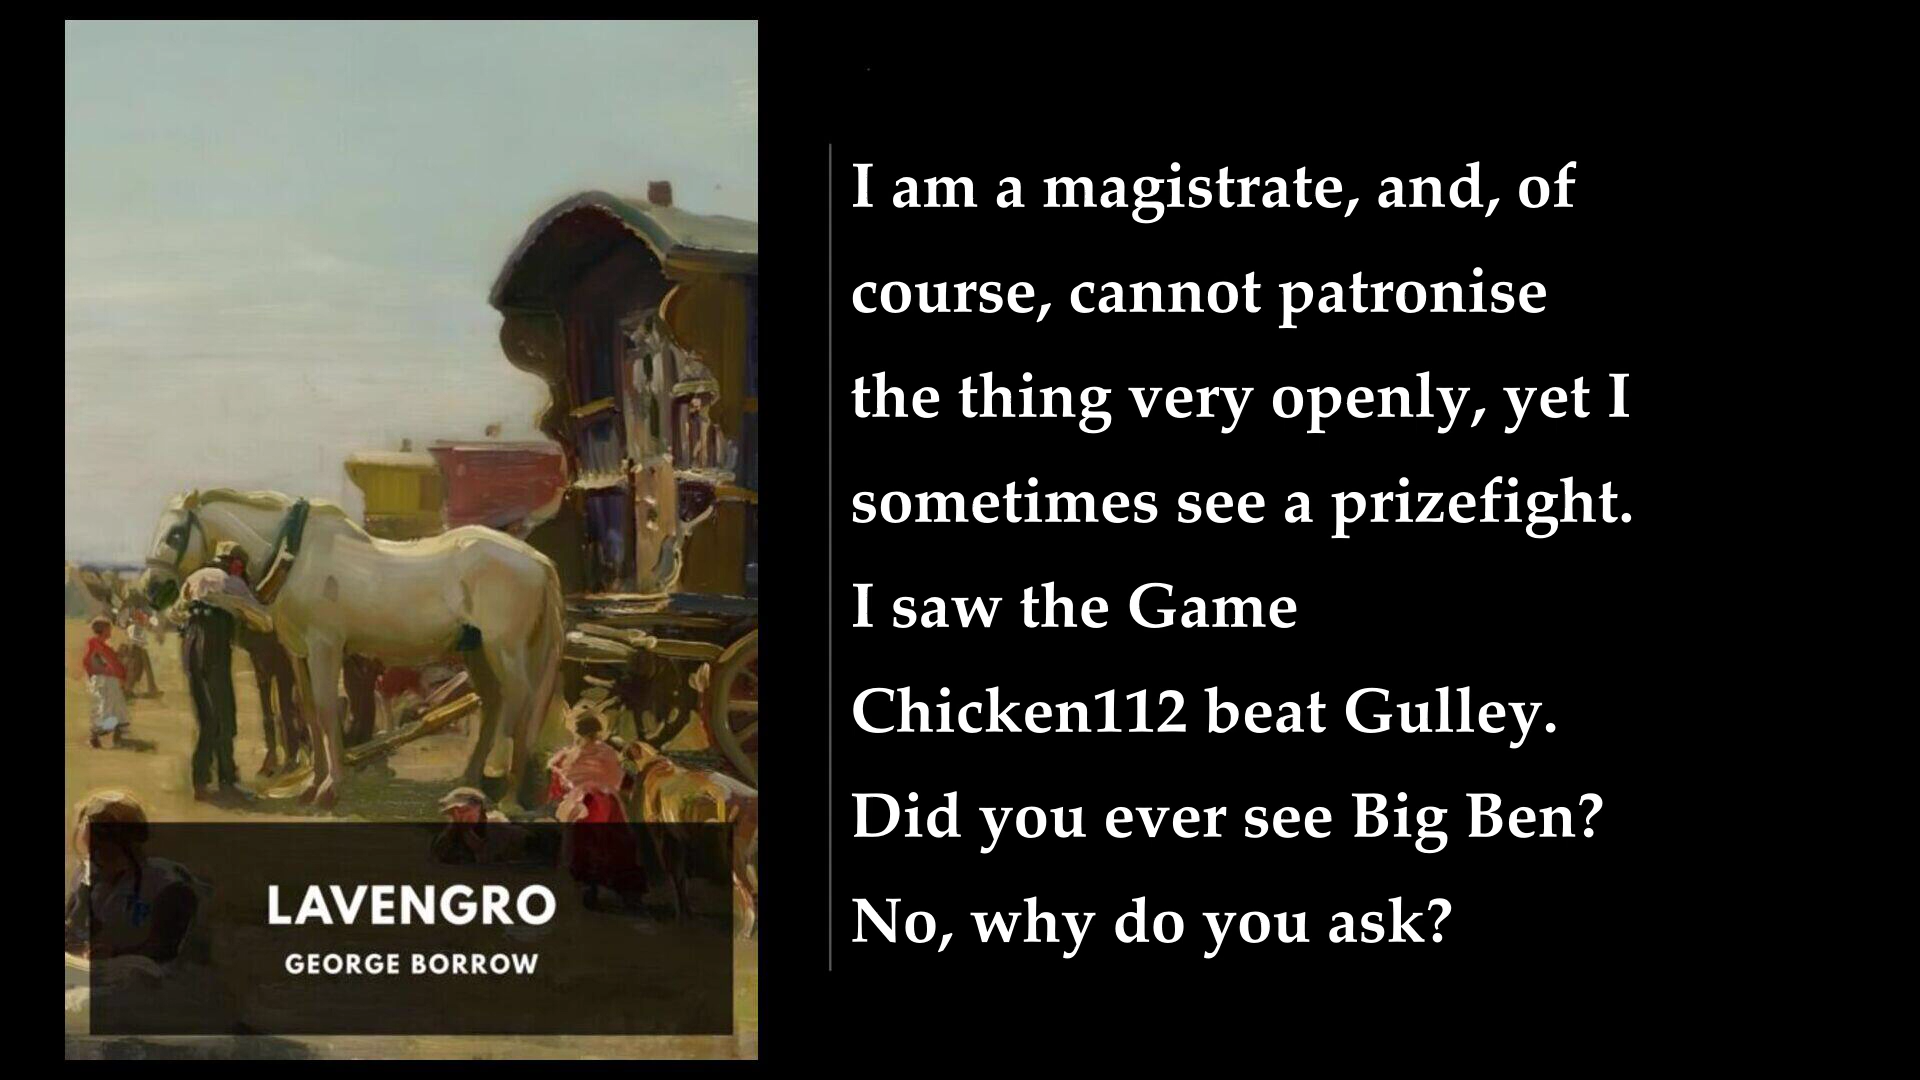 I am a magistrate, and, of
course, cannot patronise
the thing very openly, yet I
sometimes see a prizefight.
I saw the Game
Chicken112 beat Gulley.
Did you ever see Big Ben?
No, why do you ask?
LAVENGRO
GEORGE BORROW